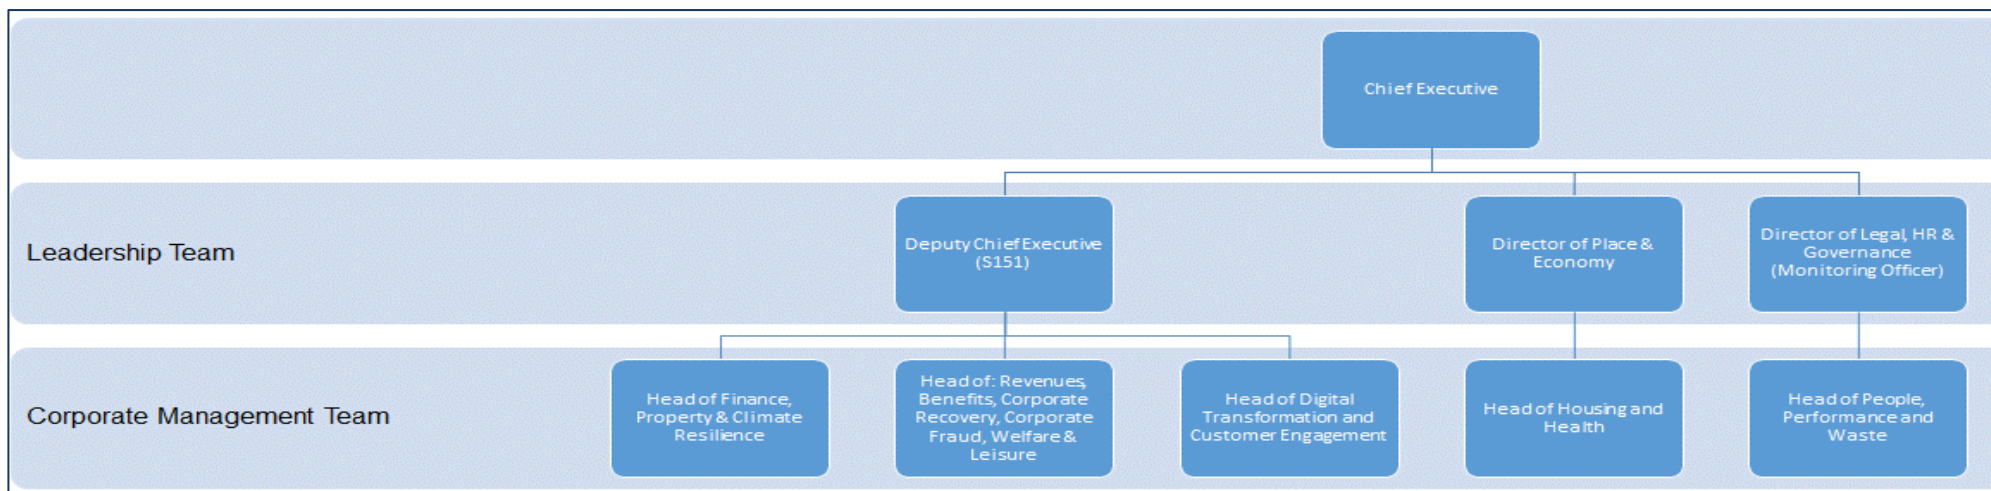 Chief Executive
Leadership Team
Deputy Chief Executive
(S151)
Director of Place &
Economy
Director of Legal, HR &
Governance
(Monitoring Officer)
Corporate Management Team
Head of Finance,
Property & Climate
Resilience
Head of: Revenues,
Benefits, Corporate
Recovery, Corporate
Fraud, Welfare &
Leisure
Head of Digital
Transformation and
Customer Engagement
Head of Housing and
Health
Head of People,
Performance and
Waste